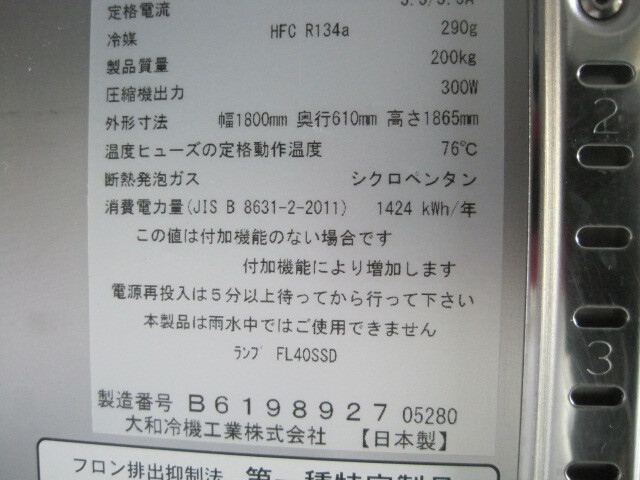 定格電流 5.5/5.5A
冷媒 HFC R134a 290g
製品質量 200kg
圧縮機出力 300W
外形寸法 幅1800mm 奥行610mm 高さ1865mm
温度ヒューズの定格動作温度 76℃
断熱発泡ガス シクロペンタン
消費電力量(JIS B 8631-2-2011) 1424 kWh/年
この値は付加機能のない場合です
付加機能により増加します
電源再投入は５分以上待ってから行って下さい
本製品は雨水中ではご使用できません
ﾗﾝﾌﾟ FL40SSD
製造番号 B6198927 05280
大和冷機工業株式会社 【日本製】
フロン排出抑制法 第一種特定製品
2
3